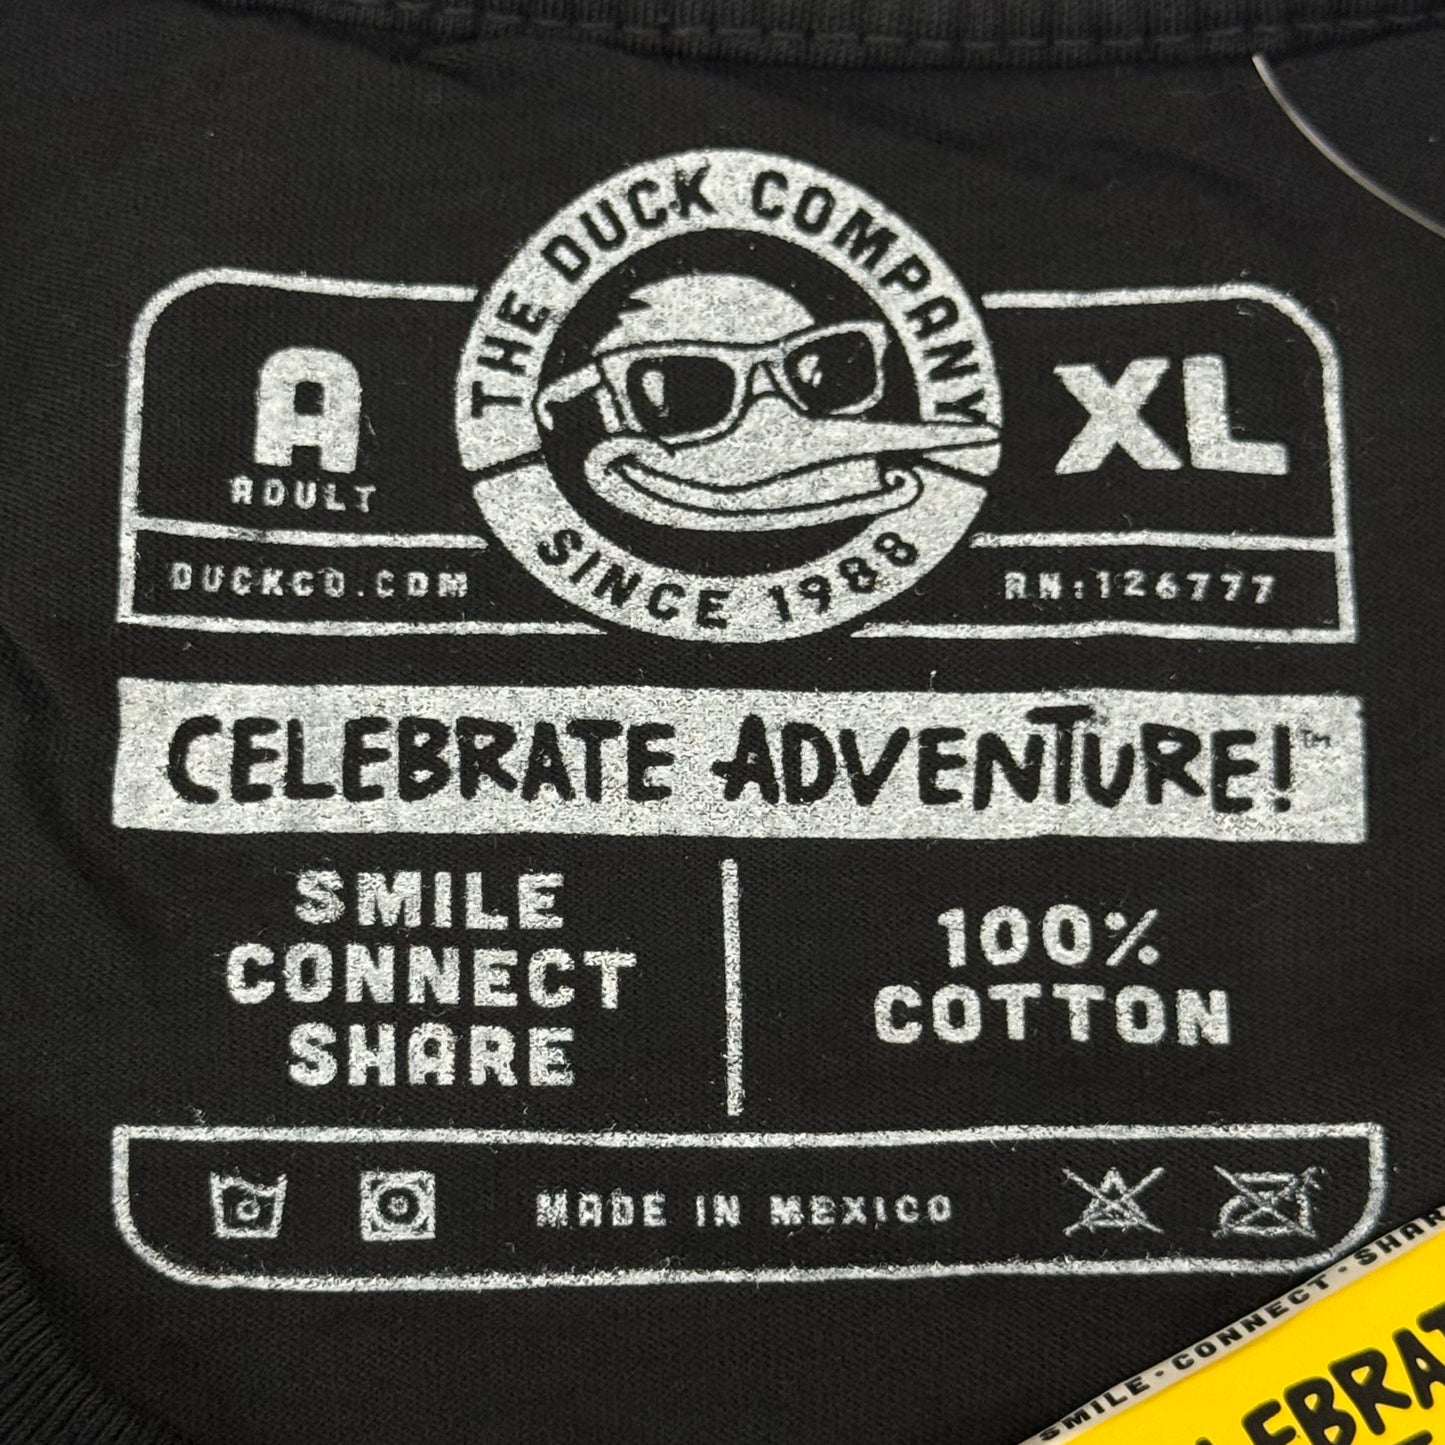 THE DUCK COMPANY
SINCE 1988
A
ADULT
XL
DUCKCO.COM
RN:126777
CELEBRATE ADVENTURE!™
SMILE
CONNECT
SHARE
100%
COTTON
MADE IN MEXICO
SMILE · CONNECT · SHAR
EBRAT